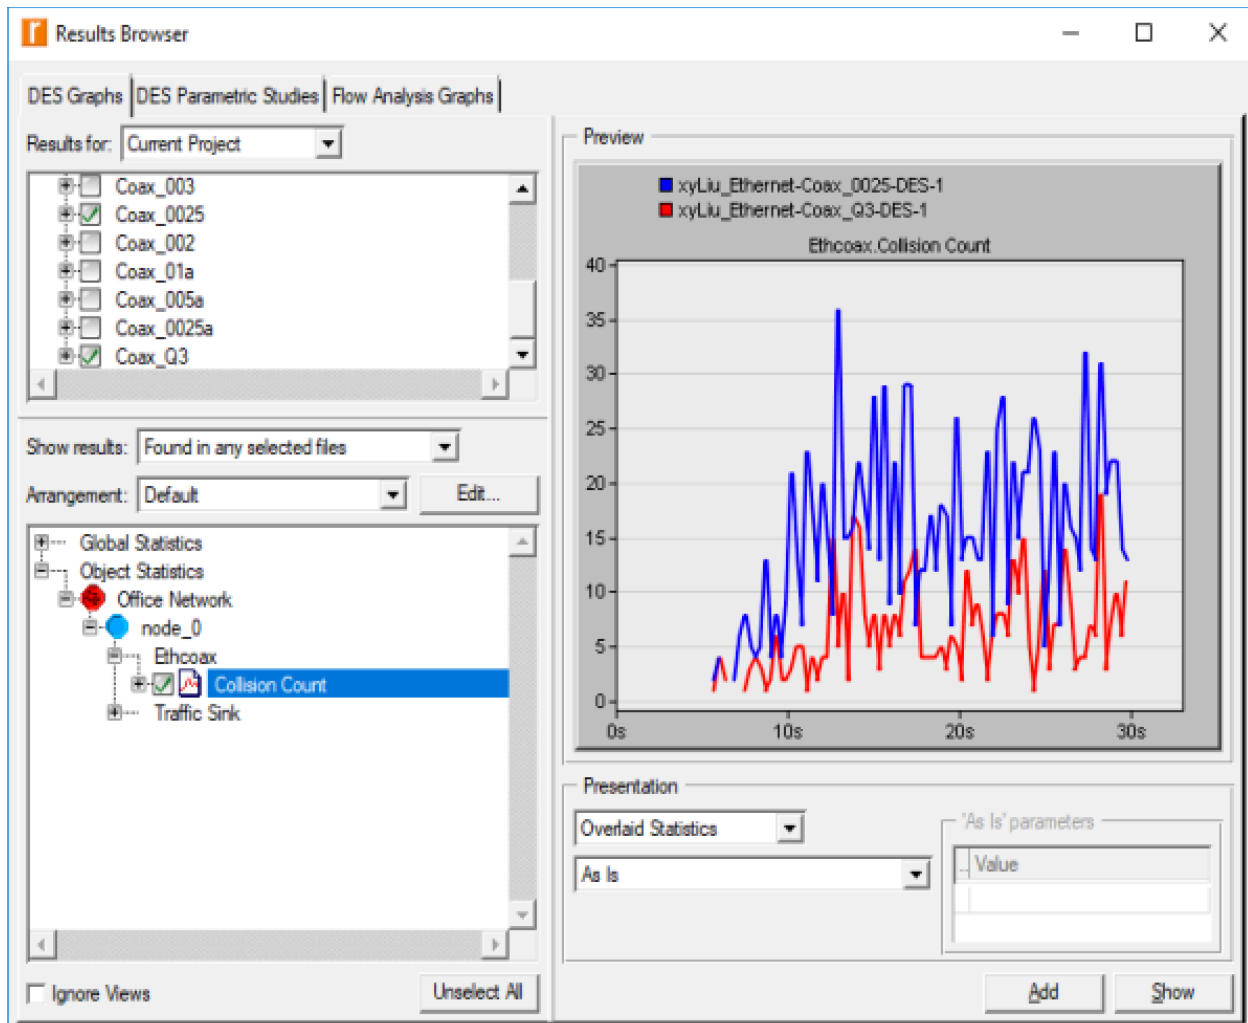 Results Browser
DES Graphs DES Parametric Studies Flow Analysis Graphs
Results for: Current Project
Coax_003
Coax_0025
Coax_002
Coax_01a
Coax_005a
Coax_0025a
Coax_Q3
Show results: Found in any selected files
Arrangement: Default Edit...
Global Statistics
Object Statistics
Office Network
node_0
Ethcoax
Collision Count
Traffic Sink
Ignore Views Unselect All
Preview
xyLiu_Ethernet-Coax_0025-DES-1
xyLiu_Ethernet-Coax_Q3-DES-1
Ethcoax.Collision Count
40
35
30
25
20
15
10
5
0
0s 10s 20s 30s
Presentation
Overlaid Statistics
As Is
'As Is' parameters
.. Value
Add Show